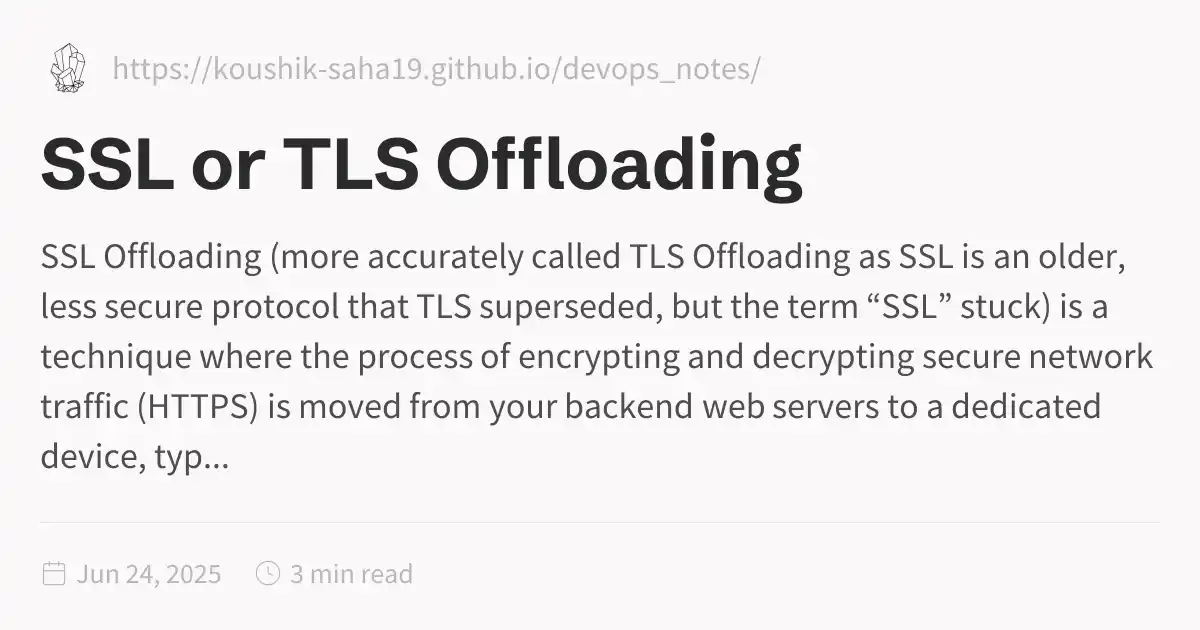 https://koushik-saha19.github.io/devops_notes/
SSL or TLS Offloading
SSL Offloading (more accurately called TLS Offloading as SSL is an older,
less secure protocol that TLS superseded, but the term “SSL” stuck) is a
technique where the process of encrypting and decrypting secure network
traffic (HTTPS) is moved from your backend web servers to a dedicated
device, typ...
Jun 24, 2025 3 min read